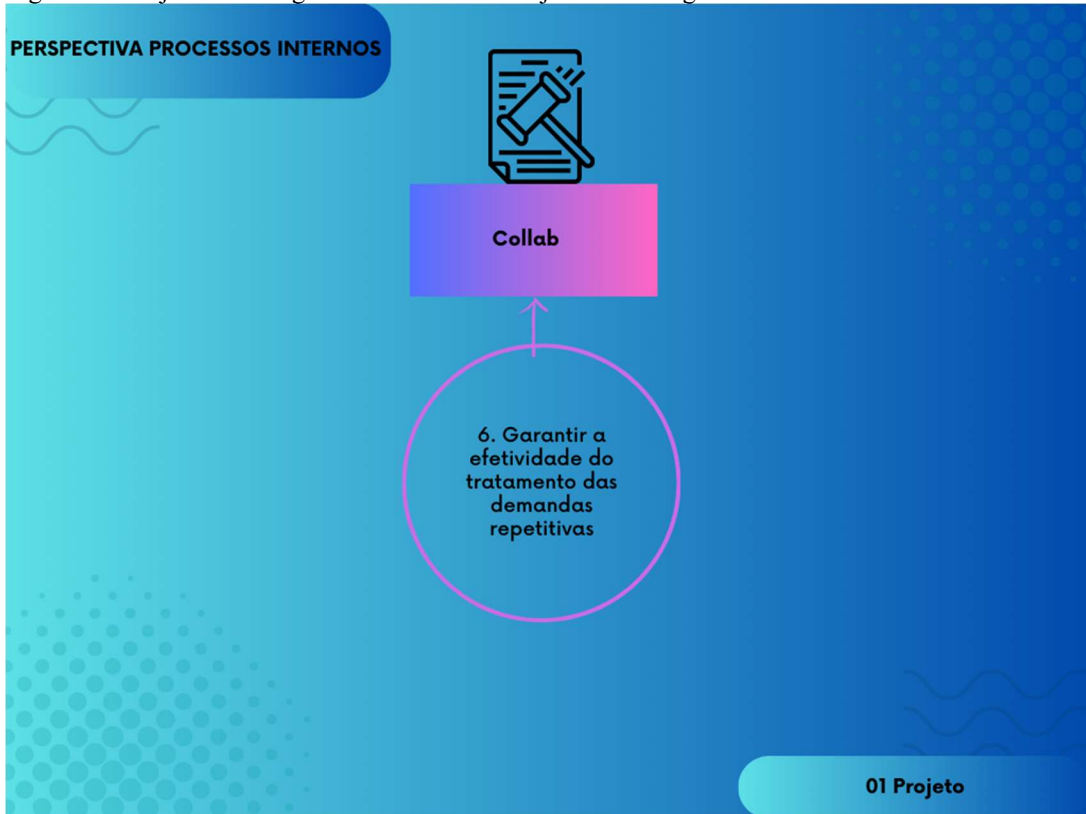 PERSPECTIVA PROCESSOS INTERNOS
Collab
6. Garantir a
efetividade do
tratamento das
demandas
repetitivas
01 Projeto